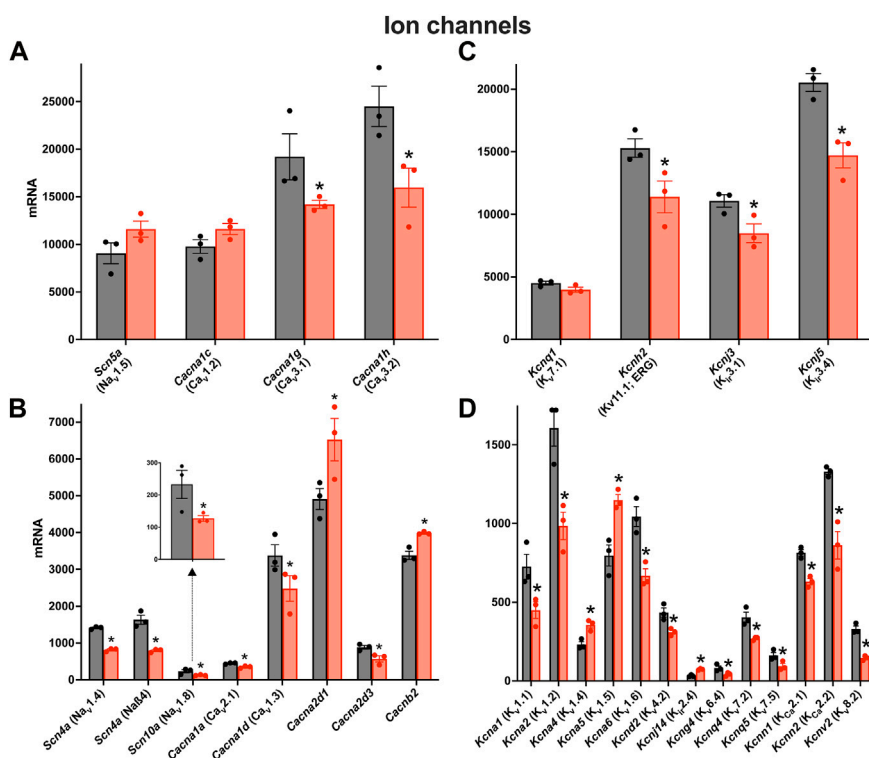 Ion channels
A
mRNA
25000
20000
15000
10000
5000
0
*
*
Scn5a
(Nav1.5)
Cacna1c
(Cav1.2)
Cacna1g
(Cav3.1)
Cacna1h
(Cav3.2)
C
20000
15000
10000
5000
0
*
*
*
Kcnq1
(Kv7.1)
Kcnh2
(Kv11.1; ERG)
Kcnj3
(Kir3.1)
Kcnj5
(Kir3.4)
B
mRNA
7000
6000
5000
4000
3000
2000
1000
0
300
200
100
0
*
*
*
*
*
*
*
*
*
Scn4a (Nav1.4)
Scn4a (Naß4)
Scn10a (Nav1.8)
Cacna1a (Cav2.1)
Cacna1d (Cav1.3)
Cacna2d1
Cacna2d3
Cacnb2
D
1500
1000
500
0
*
*
*
*
*
*
*
*
*
*
*
*
*
Kcna1 (Kv1.1)
Kcna2 (Kv1.2)
Kcna4 (Kv1.4)
Kcna5 (Kv1.5)
Kcna6 (Kv1.6)
Kcnd2 (Kv4.2)
Kcnj14 (Kir2.4)
Kcng4 (Kv6.4)
Kcnq4 (Kv7.2)
Kcnq5 (Kv7.5)
Kcnn1 (KCa2.1)
Kcnn2 (KCa2.2)
Kcnv2 (Kv8.2)